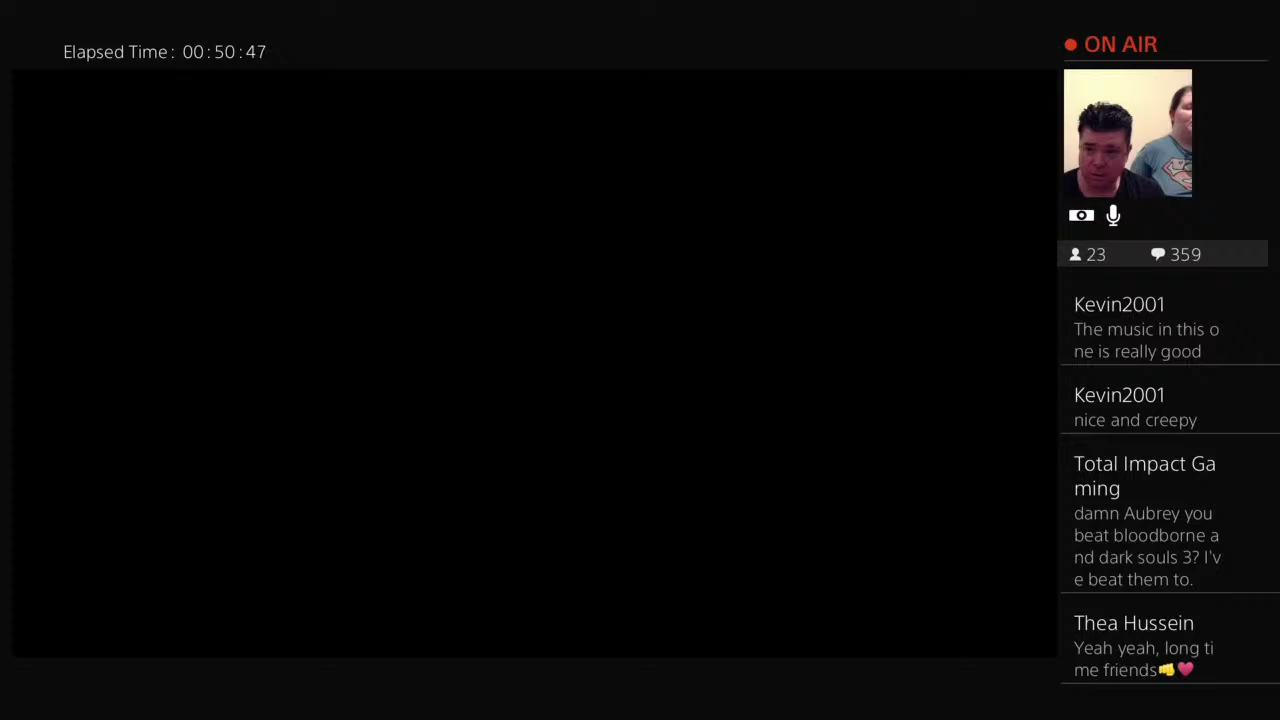 Elapsed Time: 00:50:47
ON AIR
23 359
Kevin2001
The music in this o
ne is really good
Kevin2001
nice and creepy
Total Impact Ga
ming
damn Aubrey you
beat bloodborne a
nd dark souls 3? I'v
e beat them to.
Thea Hussein
Yeah yeah, long ti
me friends👊💗